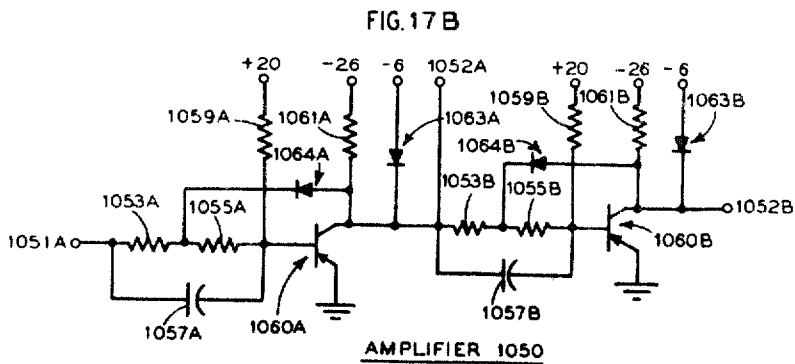 FIG. 17 B
+20 -26 -6 1052A +20 -26 -6
1059A 1061A 1063A 1059B 1061B 1063B
1064A 1064B
1053A 1055A 1053B 1055B
1051A 1052B
1060B
1057A 1060A 1057B
AMPLIFIER 1050